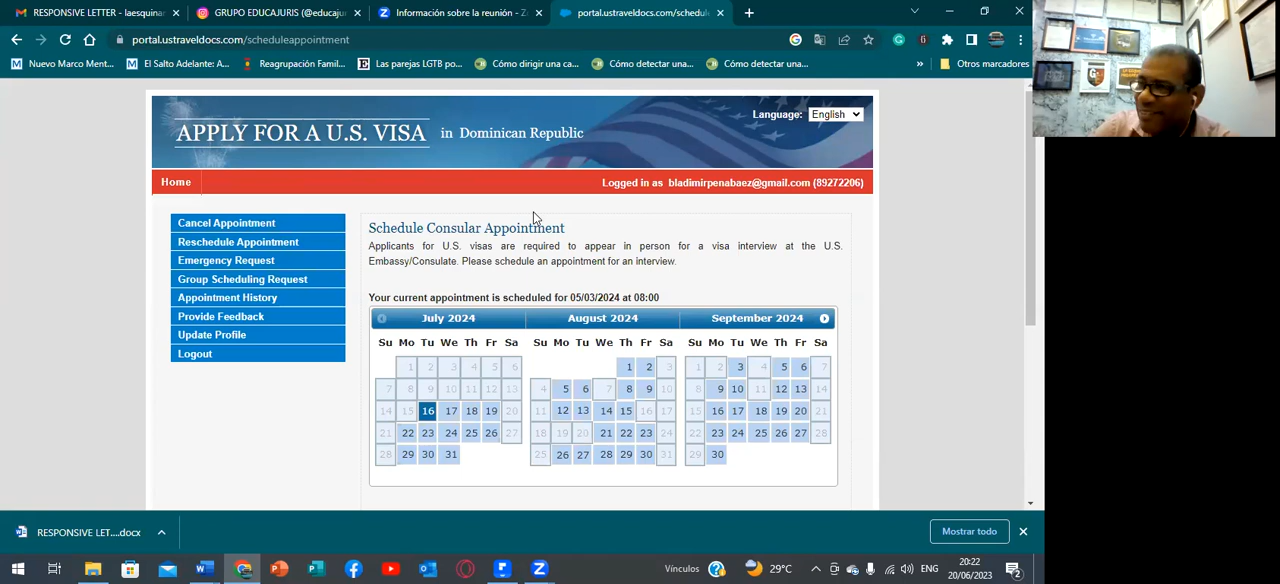 RESPONSIVE LETTER - laesquina
GRUPO EDUCAJURIS (@educaju
Información sobre la reunión - Zo
portal.ustraveldocs.com/schedule
portal.ustraveldocs.com/scheduleappointment
Nuevo Marco Ment...
El Salto Adelante: A...
Reagrupación Famil...
Las parejas LGTB po...
Cómo dirigir una ca...
Cómo detectar una...
Cómo detectar una...
»
Otros marcadores
Language: English
APPLY FOR A U.S. VISA in Dominican Republic
Home
Logged in as bladimirpenabaez@gmail.com (89272206)
Cancel Appointment
Reschedule Appointment
Emergency Request
Group Scheduling Request
Appointment History
Provide Feedback
Update Profile
Logout
Schedule Consular Appointment
Applicants for U.S. visas are required to appear in person for a visa interview at the U.S.
Embassy/Consulate. Please schedule an appointment for an interview.
Your current appointment is scheduled for 05/03/2024 at 08:00
July 2024
Su Mo Tu We Th Fr Sa
1 2 3 4 5 6
7 8 9 10 11 12 13
14 15 16 17 18 19 20
21 22 23 24 25 26 27
28 29 30 31
August 2024
Su Mo Tu We Th Fr Sa
1 2 3
4 5 6 7 8 9 10
11 12 13 14 15 16 17
18 19 20 21 22 23 24
25 26 27 28 29 30 31
September 2024
Su Mo Tu We Th Fr Sa
1 2 3 4 5 6 7
8 9 10 11 12 13 14
15 16 17 18 19 20 21
22 23 24 25 26 27 28
29 30
RESPONSIVE LET....docx
Mostrar todo
Vínculos
29°C
ENG
20:22
20/06/2023
2